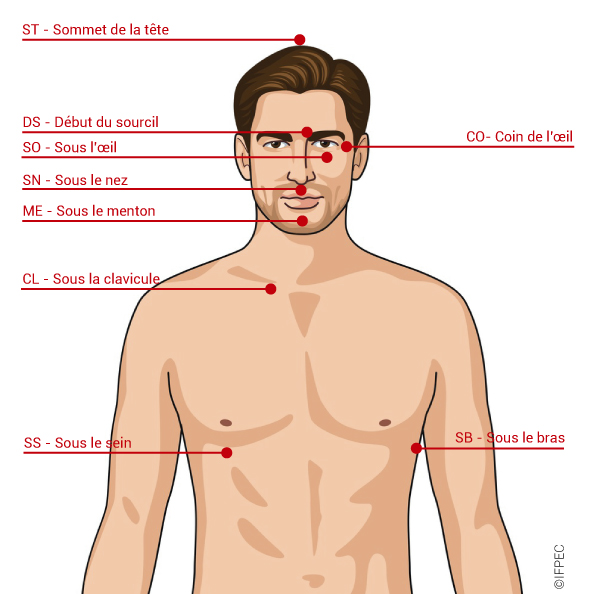 ST - Sommet de la tête
DS - Début du sourcil
CO- Coin de l'œil
SO - Sous l'œil
SN - Sous le nez
ME - Sous le menton
CL - Sous la clavicule
SB - Sous le bras
SS - Sous le sein
©IFPEC